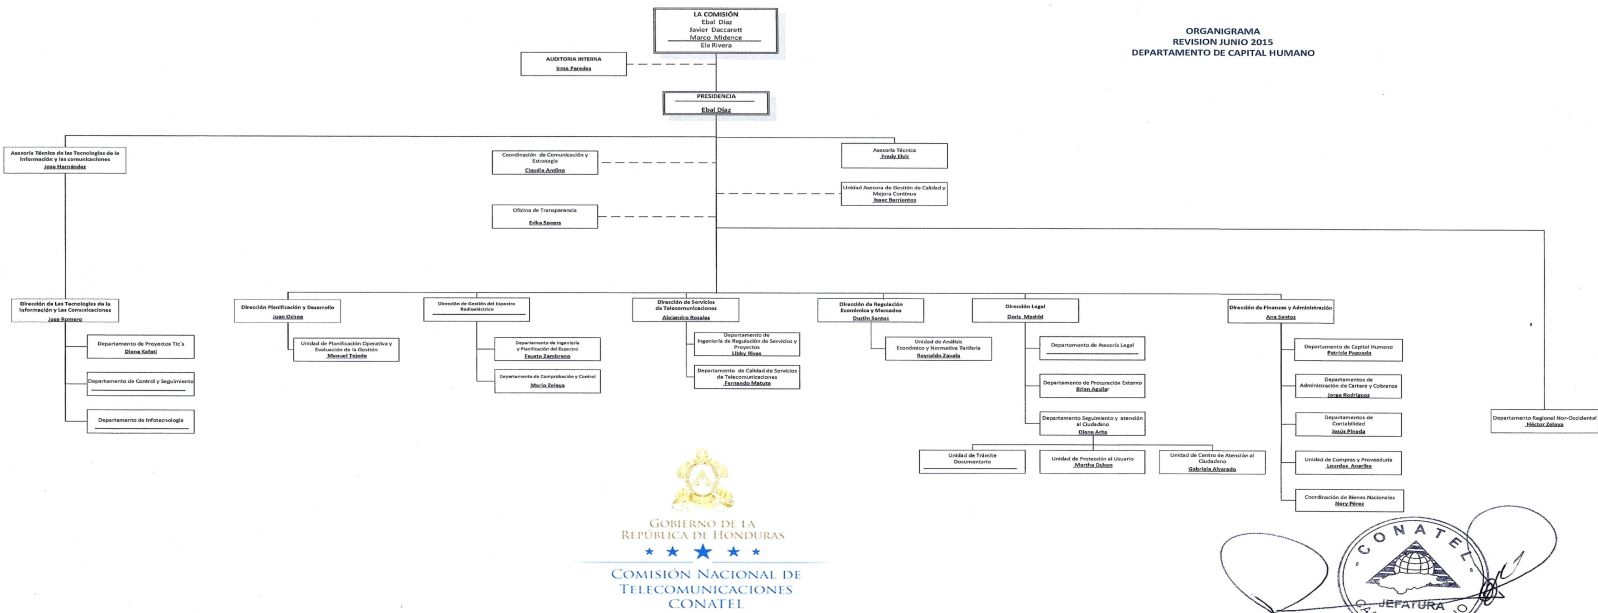 LA COMISIÓN
Ebal Díaz
Javier Daccarett
Marco Midence
Ela Rivera
ORGANIGRAMA
REVISION JUNIO 2015
DEPARTAMENTO DE CAPITAL HUMANO
AUDITORIA INTERNA
Irma Paredes
PRESIDENCIA
Ebal Díaz
Asesoría Técnica de las Tecnologías de la
Información y las comunicaciones
Jose Hernández
Coordinación de Comunicación y
Estrategia
Claudia Andino
Asesoría Técnica
Fredy Elvir
Unidad Asesora de Gestión de Calidad y
Mejora Continua
Isaac Barrientos
Oficina de Transparencia
Erika Speers
Dirección de Las Tecnologías de la
Información y Las Comunicaciones
Jose Romero
Departamento de Proyectos Tic's
Diana Kafati
Departamento de Control y Seguimiento
Departamento de Infotecnología
Dirección Planificación y Desarrollo
Juan Ochoa
Unidad de Planificación Operativa y
Evaluación de la Gestión
Manuel Tejeda
Dirección de Gestión del Espectro
Radioeléctrico
Departamento de Ingeniería
y Planificación del Espectro
Fausto Zambrano
Departamento de Comprobación y Control
Maria Zelaya
Dirección de Servicios
de Telecomunicaciones
Alejandro Rosales
Departamento de
Ingeniería de Regulación de Servicios y
Proyectos
Libby Rivas
Departamento de Calidad de Servicios
de Telecomunicaciones
Fernando Matute
Dirección de Regulación
Económica y Mercados
Dustin Santos
Unidad de Análisis
Económico y Normativa Tarifaria
Reynaldo Zavala
Dirección Legal
Doris Madrid
Departamento de Asesoría Legal
Departamento de Procuración Externo
Brian Aguilar
Departamento Seguimiento y atención
al Ciudadano
Diana Arita
Unidad de Trámite
Documentario
Unidad de Protección al Usuario
Martha Dubon
Unidad de Centro de Atención al
Ciudadano
Gabriela Alvarado
Dirección de Finanzas y Administración
Ana Santos
Departamento de Capital Humano
Patricia Pagueda
Departamentos de
Administración de Cartera y Cobranza
Jorge Rodriguez
Departamentos de
Contabilidad
Jesús Pineda
Unidad de Compras y Proveeduría
Lourdes Anariba
Coordinación de Bienes Nacionales
Nery Pérez
Departamento Regional Nor-Occidental
Héctor Zelaya
GOBIERNO DE LA
REPÚBLICA DE HONDURAS
COMISIÓN NACIONAL DE
TELECOMUNICACIONES
CONATEL
CONATEL
JEFATURA